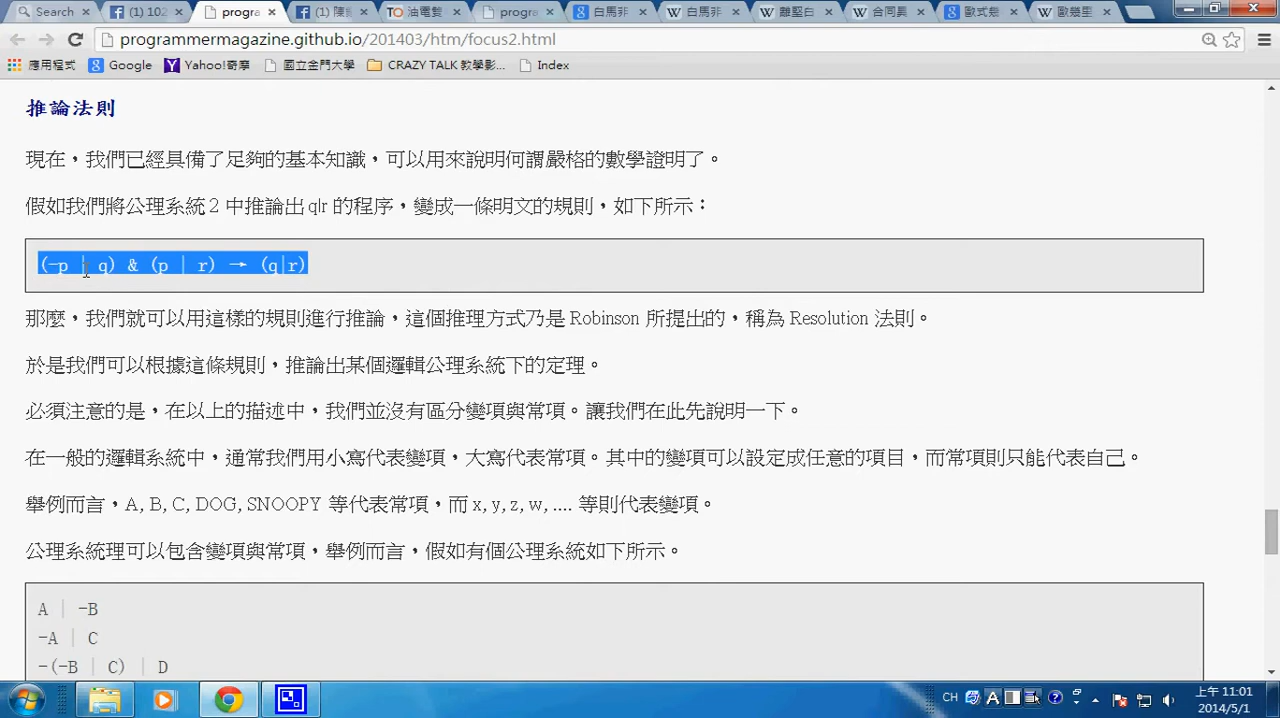 Search
(1) 102
progra
(1) 陳
TO 油電雙
progra
白馬非
白馬非
離堅白
合同異
歐式
歐幾里
programmermagazine.github.io/201403/htm/focus2.html
應用程式 Google Yahoo!奇摩 國立金門大學 CRAZY TALK 教學影... Index
推論法則
現在，我們已經具備了足夠的基本知識，可以用來說明何謂嚴格的數學證明了。
假如我們將公理系統 2 中推論出 q|r 的程序，變成一條明文的規則，如下所示：
(-p | q) & (p | r) → (q|r)
那麼，我們就可以用這樣的規則進行推論，這個推理方式乃是 Robinson 所提出的，稱為 Resolution 法則。
於是我們可以根據這條規則，推論出某個邏輯公理系統下的定理。
必須注意的是，在以上的描述中，我們並沒有區分變項與常項。讓我們在此先說明一下。
在一般的邏輯系統中，通常我們用小寫代表變項，大寫代表常項。其中的變項可以設定成任意的項目，而常項則只能代表自己。
舉例而言，A, B, C, DOG, SNOOPY 等代表常項，而 x, y, z, w, .... 等則代表變項。
公理系統理可以包含變項與常項，舉例而言，假如有個公理系統如下所示。
A | -B
-A | C
-(-B | C) | D
CH
上午 11:01
2014/5/1